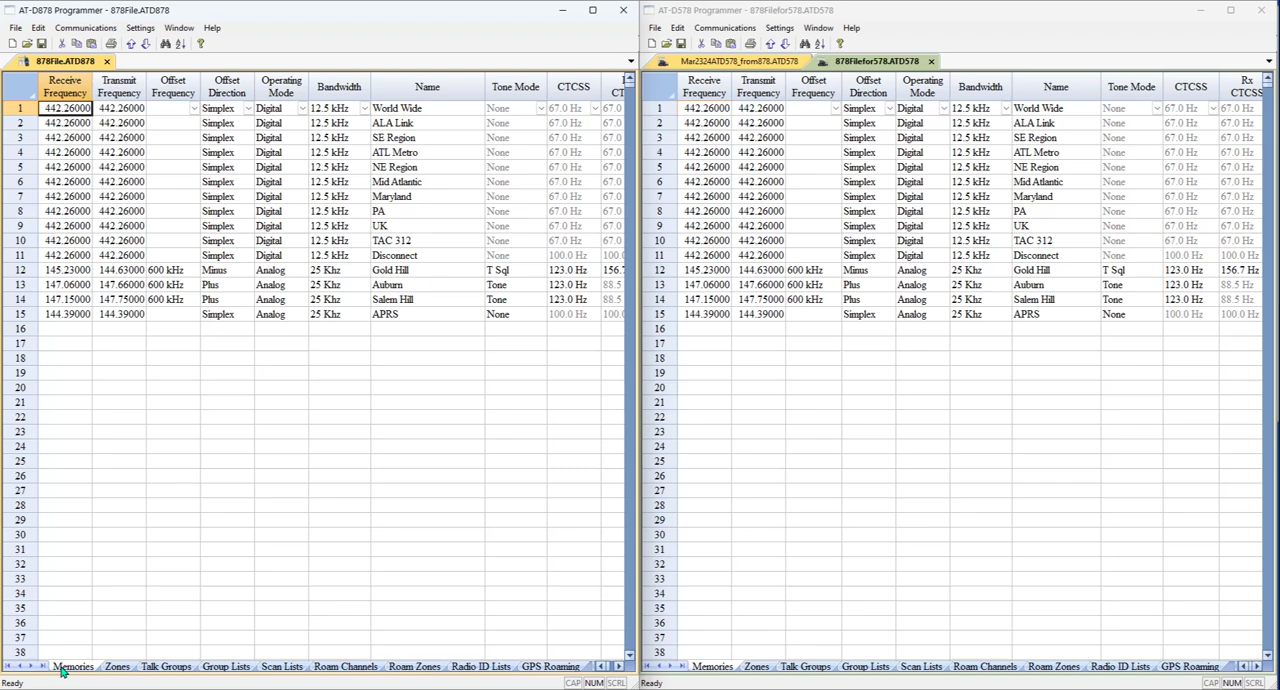 AT-D878 Programmer - 878File.ATD878
File Edit Communications Settings Window Help
878File.ATD878
Receive Frequency Transmit Frequency Offset Frequency Offset Direction Operating Mode Bandwidth Name Tone Mode CTCSS
1 442.26000 442.26000 Simplex Digital 12.5 kHz World Wide None 67.0 Hz 67.0
2 442.26000 442.26000 Simplex Digital 12.5 kHz ALA Link None 67.0 Hz 67.0
3 442.26000 442.26000 Simplex Digital 12.5 kHz SE Region None 67.0 Hz 67.0
4 442.26000 442.26000 Simplex Digital 12.5 kHz ATL Metro None 67.0 Hz 67.0
5 442.26000 442.26000 Simplex Digital 12.5 kHz NE Region None 67.0 Hz 67.0
6 442.26000 442.26000 Simplex Digital 12.5 kHz Mid Atlantic None 67.0 Hz 67.0
7 442.26000 442.26000 Simplex Digital 12.5 kHz Maryland None 67.0 Hz 67.0
8 442.26000 442.26000 Simplex Digital 12.5 kHz PA None 67.0 Hz 67.0
9 442.26000 442.26000 Simplex Digital 12.5 kHz UK None 67.0 Hz 67.0
10 442.26000 442.26000 Simplex Digital 12.5 kHz TAC 312 None 67.0 Hz 67.0
11 442.26000 442.26000 Simplex Digital 12.5 kHz Disconnect None 100.0 Hz 100.0
12 145.23000 144.63000 600 kHz Minus Analog 25 Khz Gold Hill T Sql 123.0 Hz 156.7
13 147.06000 147.66000 600 kHz Plus Analog 25 Khz Auburn Tone 123.0 Hz 88.5
14 147.15000 147.75000 600 kHz Plus Analog 25 Khz Salem Hill Tone 123.0 Hz 88.5
15 144.39000 144.39000 Simplex Analog 25 Khz APRS None 100.0 Hz 100.0
16
17
18
19
20
21
22
23
24
25
26
27
28
29
30
31
32
33
34
35
36
37
38
Memories Zones Talk Groups Group Lists Scan Lists Roam Channels Roam Zones Radio ID Lists GPS Roaming
Ready CAP NUM SCRL
AT-D578 Programmer - 878Filefor578.ATD578
File Edit Communications Settings Window Help
Mar2324ATD578_from878.ATD578 878Filefor578.ATD578
Receive Frequency Transmit Frequency Offset Frequency Offset Direction Operating Mode Bandwidth Name Tone Mode CTCSS Rx CTCSS
1 442.26000 442.26000 Simplex Digital 12.5 kHz World Wide None 67.0 Hz 67.0 Hz
2 442.26000 442.26000 Simplex Digital 12.5 kHz ALA Link None 67.0 Hz 67.0 Hz
3 442.26000 442.26000 Simplex Digital 12.5 kHz SE Region None 67.0 Hz 67.0 Hz
4 442.26000 442.26000 Simplex Digital 12.5 kHz ATL Metro None 67.0 Hz 67.0 Hz
5 442.26000 442.26000 Simplex Digital 12.5 kHz NE Region None 67.0 Hz 67.0 Hz
6 442.26000 442.26000 Simplex Digital 12.5 kHz Mid Atlantic None 67.0 Hz 67.0 Hz
7 442.26000 442.26000 Simplex Digital 12.5 kHz Maryland None 67.0 Hz 67.0 Hz
8 442.26000 442.26000 Simplex Digital 12.5 kHz PA None 67.0 Hz 67.0 Hz
9 442.26000 442.26000 Simplex Digital 12.5 kHz UK None 67.0 Hz 67.0 Hz
10 442.26000 442.26000 Simplex Digital 12.5 kHz TAC 312 None 67.0 Hz 67.0 Hz
11 442.26000 442.26000 Simplex Digital 12.5 kHz Disconnect None 100.0 Hz 100.0 Hz
12 145.23000 144.63000 600 kHz Minus Analog 25 Khz Gold Hill T Sql 123.0 Hz 156.7 Hz
13 147.06000 147.66000 600 kHz Plus Analog 25 Khz Auburn Tone 123.0 Hz 88.5 Hz
14 147.15000 147.75000 600 kHz Plus Analog 25 Khz Salem Hill Tone 123.0 Hz 88.5 Hz
15 144.39000 144.39000 Simplex Analog 25 Khz APRS None 100.0 Hz 100.0 Hz
16
17
18
19
20
21
22
23
24
25
26
27
28
29
30
31
32
33
34
35
36
37
38
Memories Zones Talk Groups Group Lists Scan Lists Roam Channels Roam Zones Radio ID Lists GPS Roaming
Ready CAP NUM SCRL